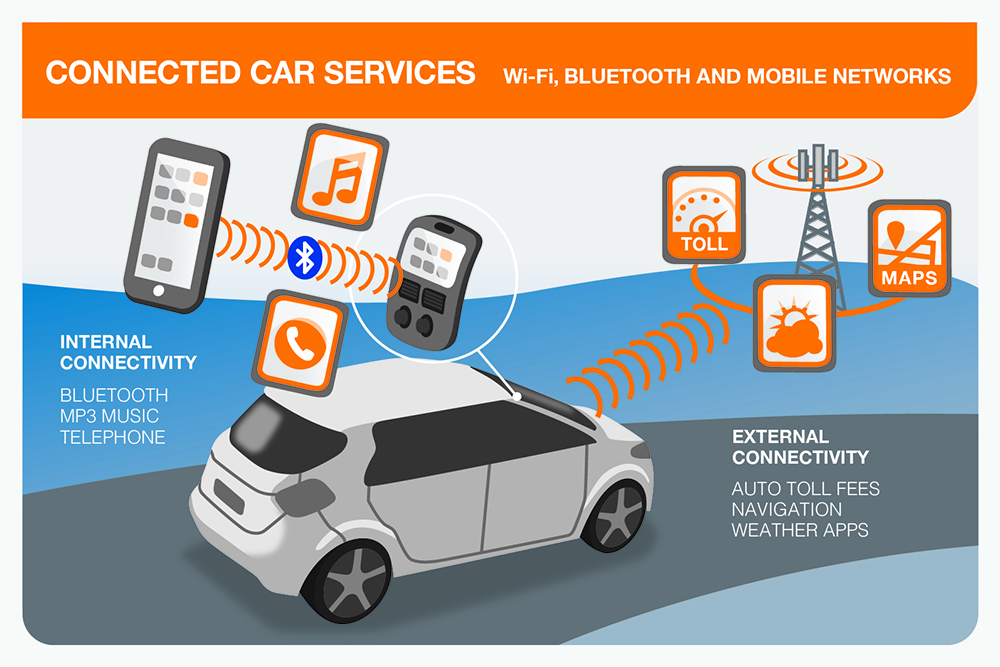 CONNECTED CAR SERVICES Wi-Fi, BLUETOOTH AND MOBILE NETWORKS
TOLL
MAPS
INTERNAL
CONNECTIVITY
BLUETOOTH
MP3 MUSIC
TELEPHONE
EXTERNAL
CONNECTIVITY
AUTO TOLL FEES
NAVIGATION
WEATHER APPS